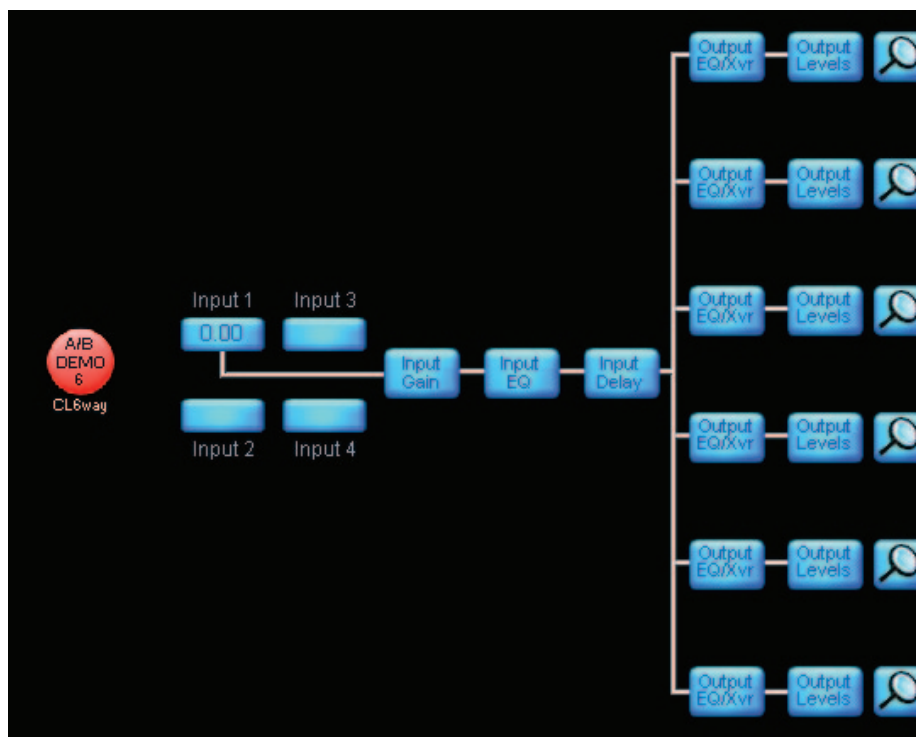 Output
EQ/Xvr
Output
Levels
Output
EQ/Xvr
Output
Levels
Input 1
Input 3
0.00
Output
EQ/Xvr
Output
Levels
A/B
DEMO
6
CL6way
Input
Gain
Input
EQ
Input
Delay
Input 2
Input 4
Output
EQ/Xvr
Output
Levels
Output
EQ/Xvr
Output
Levels
Output
EQ/Xvr
Output
Levels